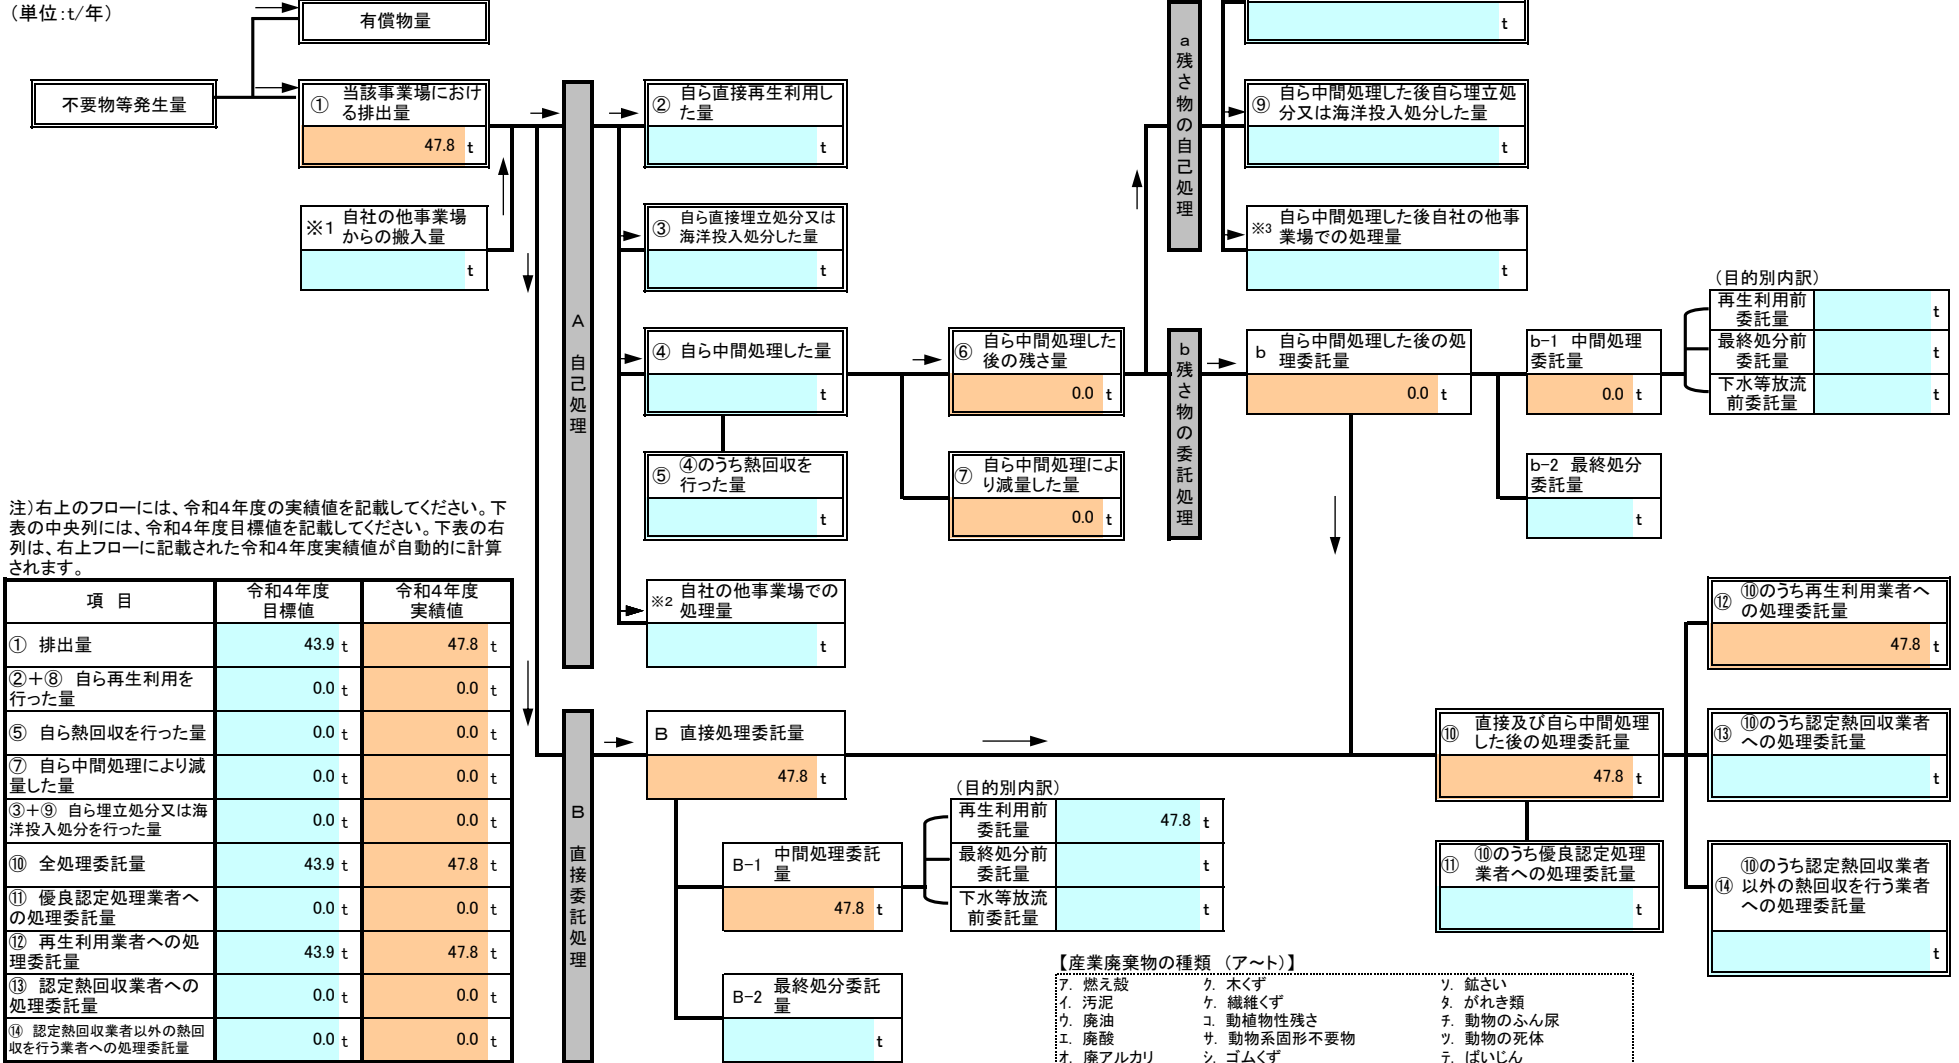 （単位：t/年）
有償物量
t
不要物等発生量
① 当該事業場におけ
る排出量
47.8 t
※1 自社の他事業場
からの搬入量
t
A 自己処理
② 自ら直接再生利用し
た量
t
③ 自ら直接埋立処分又は
海洋投入処分した量
t
④ 自ら中間処理した量
t
⑤ ④のうち熱回収を
行った量
t
※2 自社の他事業場での
処理量
t
⑥ 自ら中間処理した
後の残さ量
0.0 t
⑦ 自ら中間処理によ
り減量した量
0.0 t
a 残さ物の自己処理
⑨ 自ら中間処理した後自ら埋立処
分又は海洋投入処分した量
t
※3 自ら中間処理した後自社の他事
業場での処理量
t
b 残さ物の委託処理
b 自ら中間処理した後の処
理委託量
0.0 t
b-1 中間処理
委託量
0.0 t
b-2 最終処分
委託量
t
（目的別内訳）
再生利用前
委託量 t
最終処分前
委託量 t
下水等放流
前委託量 t
注）右上のフローには、令和４年度の実績値を記載してください。下
表の中央列には、令和４年度目標値を記載してください。下表の右
列は、右上フローに記載された令和４年度実績値が自動的に計算
されます。
項 目 令和４年度 令和４年度
目標値 実績値
① 排出量 43.9 t 47.8 t
②＋⑧ 自ら再生利用を
行った量 0.0 t 0.0 t
⑤ 自ら熱回収を行った量 0.0 t 0.0 t
⑦ 自ら中間処理により減
量した量 0.0 t 0.0 t
③＋⑨ 自ら埋立処分又は海
洋投入処分を行った量 0.0 t 0.0 t
⑩ 全処理委託量 43.9 t 47.8 t
⑪ 優良認定処理業者へ
の処理委託量 0.0 t 0.0 t
⑫ 再生利用業者への処
理委託量 43.9 t 47.8 t
⑬ 認定熱回収業者への
処理委託量 0.0 t 0.0 t
⑭ 認定熱回収業者以外の熱回
収を行う業者への処理委託量 0.0 t 0.0 t
B 直接委託処理
B 直接処理委託量
47.8 t
B-1 中間処理委託
量
47.8 t
B-2 最終処分委託
量
t
（目的別内訳）
再生利用前
委託量 47.8 t
最終処分前
委託量 t
下水等放流
前委託量 t
⑩ 直接及び自ら中間処理
した後の処理委託量
47.8 t
⑪ ⑩のうち優良認定処理
業者への処理委託量
t
⑫ ⑩のうち再生利用業者へ
の処理委託量
47.8 t
⑬ ⑩のうち認定熱回収業者
への処理委託量
t
⑭ ⑩のうち認定熱回収業者
以外の熱回収を行う業者
への処理委託量
t
【産業廃棄物の種類 （ア～ト）】
ア. 燃え殻 ク. 木くず ソ. 鉱さい
イ. 汚泥 ケ. 繊維くず タ. がれき類
ウ. 廃油 コ. 動植物性残さ チ. 動物のふん尿
エ. 廃酸 サ. 動物系固形不要物 ツ. 動物の死体
オ. 廃アルカリ シ. ゴムくず テ. ばいじん